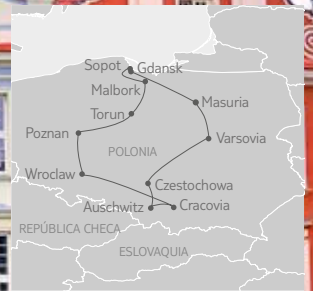 Sopot
Gdansk
Malbork
Masuria
Torun
Poznan
Varsovia
POLONIA
Wroclaw
Czestochowa
Auschwitz
Cracovia
REPÚBLICA CHECA
ESLOVAQUIA